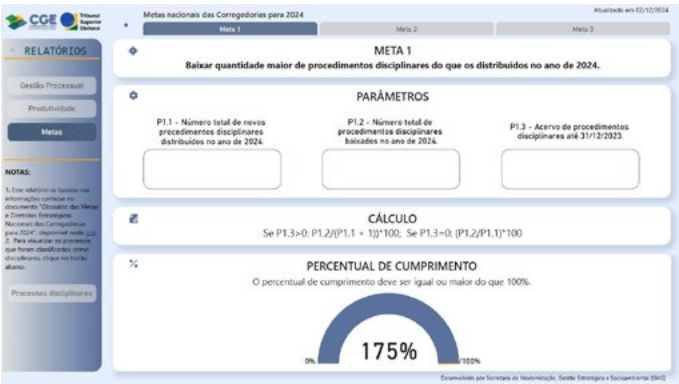 CGE
Tribunal
Superior
Eleitoral
Metas nacionais das Corregedorias para 2024
Atualizado em 02/12/2024
Meta 1
Meta 2
Meta 3
RELATÓRIOS
Gestão Processual
Produtividade
Metas
NOTAS:
1. Este relatório se baseou nas
informações contidas no
documento "Glossário das Metas
e Diretrizes Estratégicas
Nacionais das Corregedorias
para 2024", disponível neste link.
2. Para visualizar os processos
que foram classificados como
disciplinares, clique no botão
abaixo.
Processos disciplinares
META 1
Baixar quantidade maior de procedimentos disciplinares do que os distribuídos no ano de 2024.
PARÂMETROS
P1.1 - Número total de novos
procedimentos disciplinares
distribuídos no ano de 2024.
P1.2 - Número total de
procedimentos disciplinares
baixados no ano de 2024.
P1.3 - Acervo de procedimentos
disciplinares até 31/12/2023.
CÁLCULO
Se P1.3>0: P1.2/(P1.1 + 1))*100; Se P1.3=0: (P1.2/P1.1)*100
%
PERCENTUAL DE CUMPRIMENTO
O percentual de cumprimento deve ser igual ou maior do que 100%.
175%
0%
/100%
Desenvolvido por Secretaria de Modernização, Gestão Estratégica e Socioambiental (SMG)